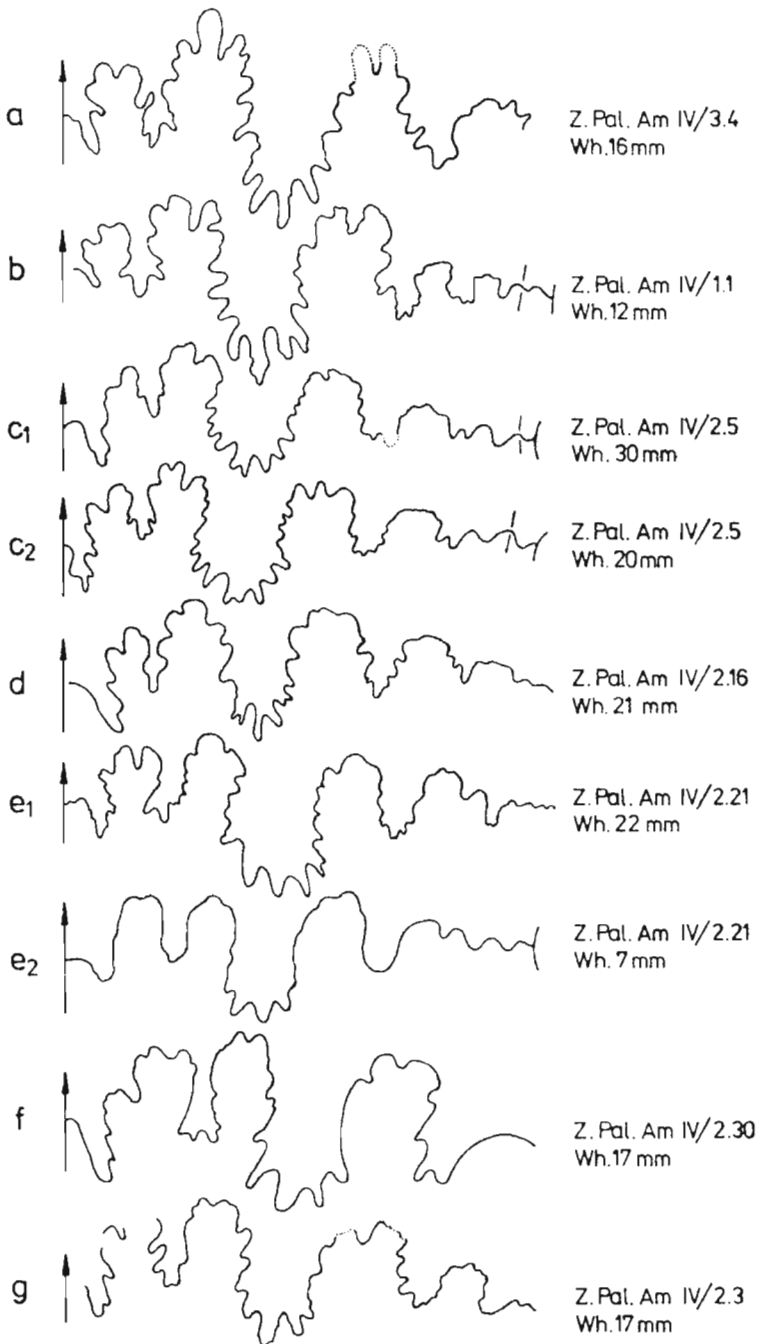 a
Z. Pal. Am IV/3.4
Wh. 16 mm
b
Z. Pal. Am IV/1.1
Wh. 12 mm
c1
Z. Pal. Am IV/2.5
Wh. 30 mm
c2
Z. Pal. Am IV/2.5
Wh. 20 mm
d
Z. Pal. Am IV/2.16
Wh. 21 mm
e1
Z. Pal. Am IV/2.21
Wh. 22 mm
e2
Z. Pal. Am IV/2.21
Wh. 7 mm
f
Z. Pal. Am IV/2.30
Wh. 17 mm
g
Z. Pal. Am IV/2.3
Wh. 17 mm